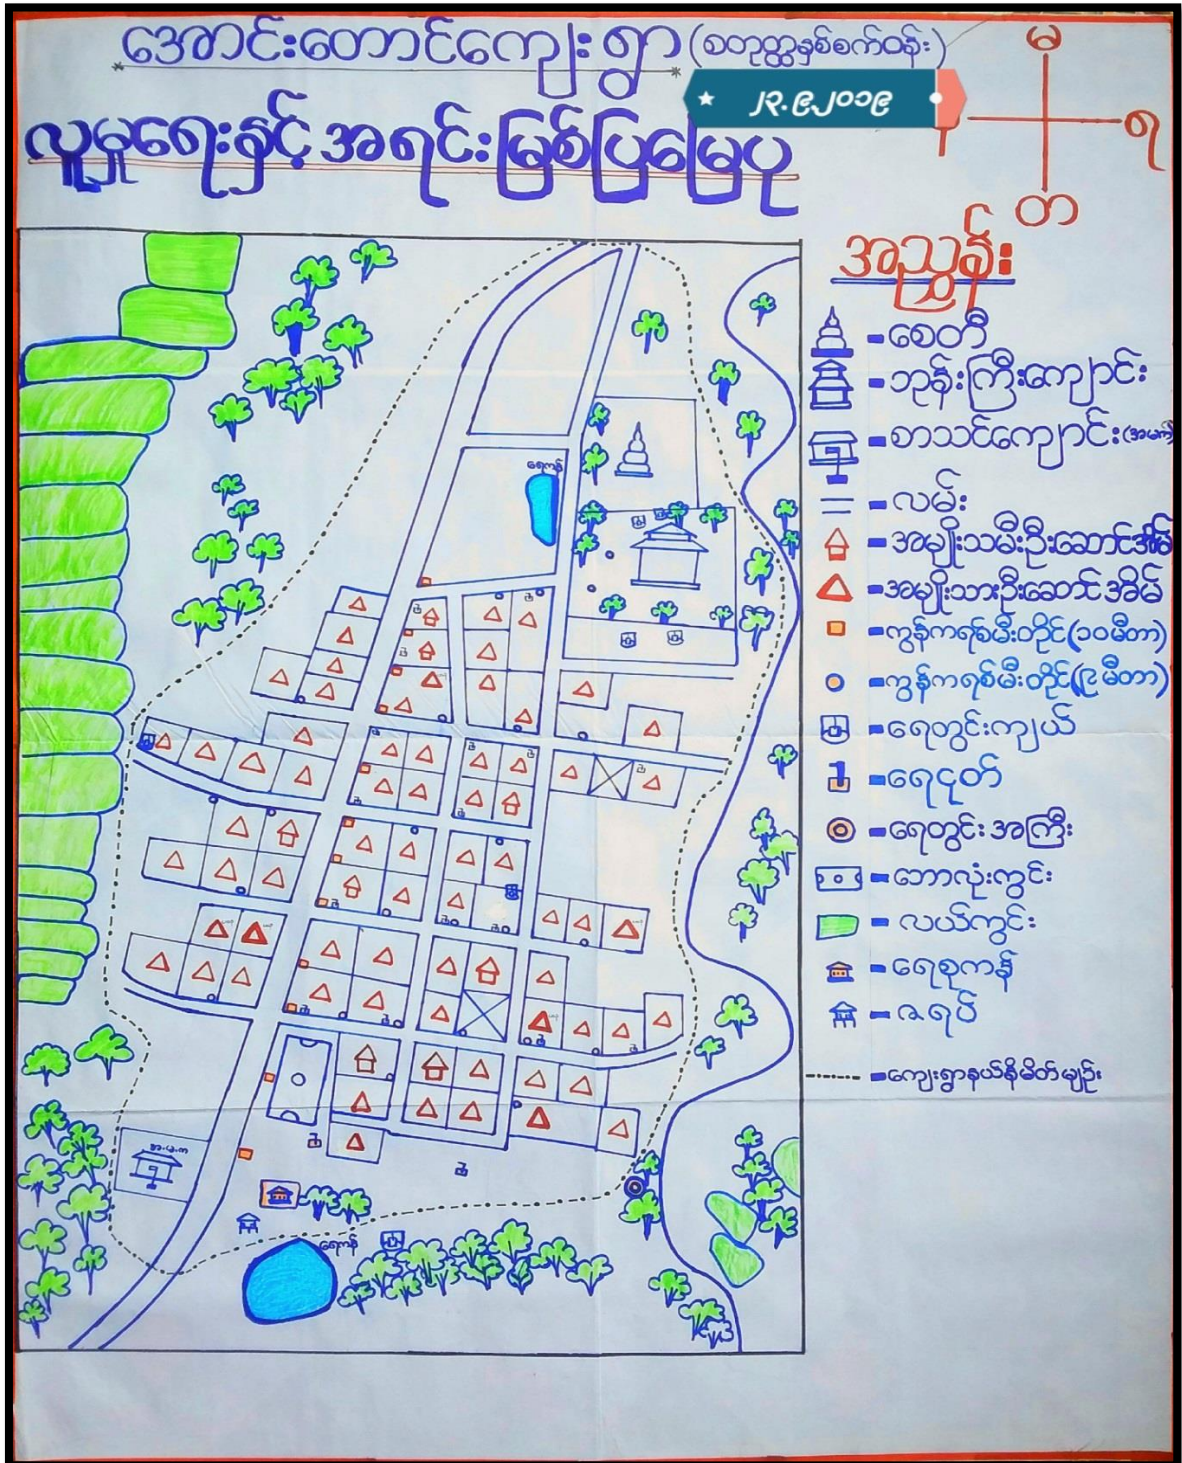 အောင်းတောင်ကျေးရွာ (စတုတ္ထနှစ်စက်ဝန်း)
၂၃.၉.၂၀၁၉
လူမှုရေးနှင့် အရင်းမြစ်ပြမြေပုံ
မ
ရ
တ
အညွှန်း
- စေတီ
- ဘုန်းကြီးကျောင်း
- စာသင်ကျောင်း (အမက)
- လမ်း
- အမျိုးသမီးဦးဆောင်အိမ်
- အမျိုးသားဦးဆောင်အိမ်
- ကွန်ကရစ်မီးတိုင် (၁၀မီတာ)
- ကွန်ကရစ်မီးတိုင် (၉မီတာ)
- ရေတွင်းကျယ်
- ရေငုတ်
- ရေတွင်းအကြီး
- ဘောလုံးကွင်း
- လယ်ကွင်း
- ရေစုကန်
- ဇရပ်
- ကျေးရွာနယ်နိမိတ်မျဉ်း
ရေကန်
အ.မ.က
ရေကန်